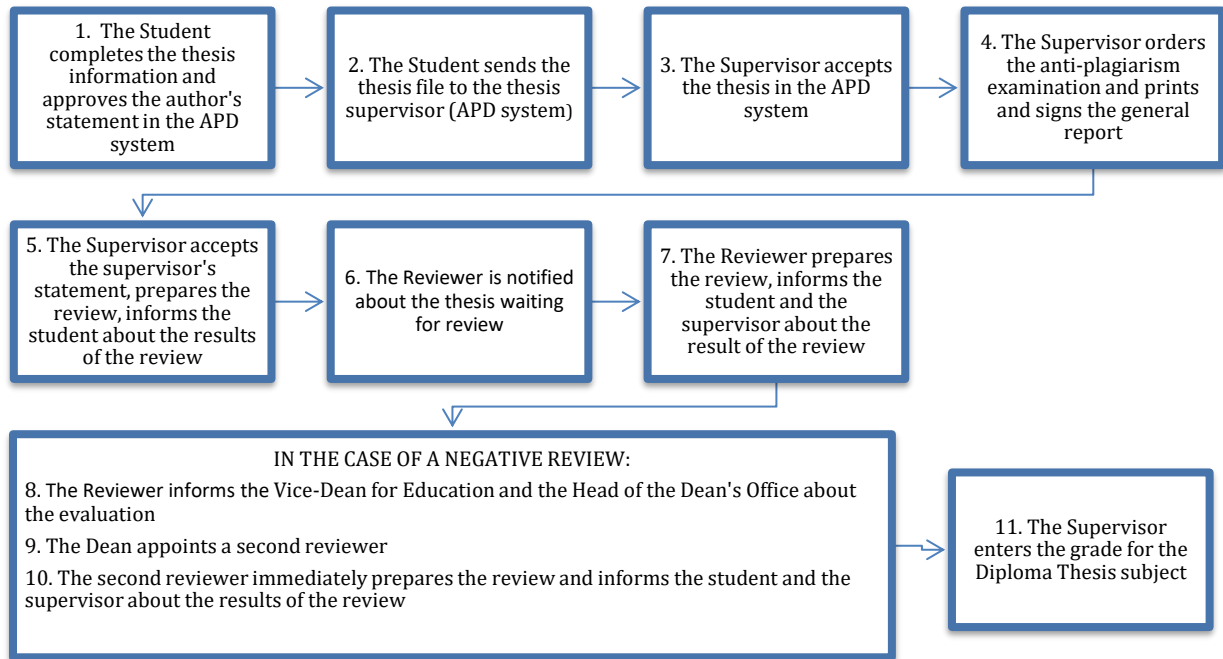 1.  The Student
completes the thesis
information and
approves the author's
statement in the APD
system
2. The Student sends the
thesis file to the thesis
supervisor (APD system)
3. The Supervisor accepts
the thesis in the APD
system
4. The Supervisor orders
the anti-plagiarism
examination and prints
and signs the general
report
5. The Supervisor accepts
the supervisor's
statement, prepares the
review, informs the
student about the results
of the review
6. The Reviewer is notified
about the thesis waiting
for review
7. The Reviewer prepares
the review, informs the
student and the
supervisor about the
result of the review
IN THE CASE OF A NEGATIVE REVIEW:
8. The Reviewer informs the Vice-Dean for Education and the Head of the Dean's Office about
the evaluation
9. The Dean appoints a second reviewer
10. The second reviewer immediately prepares the review and informs the student and the
supervisor about the results of the review
11. The Supervisor
enters the grade for the
Diploma Thesis subject